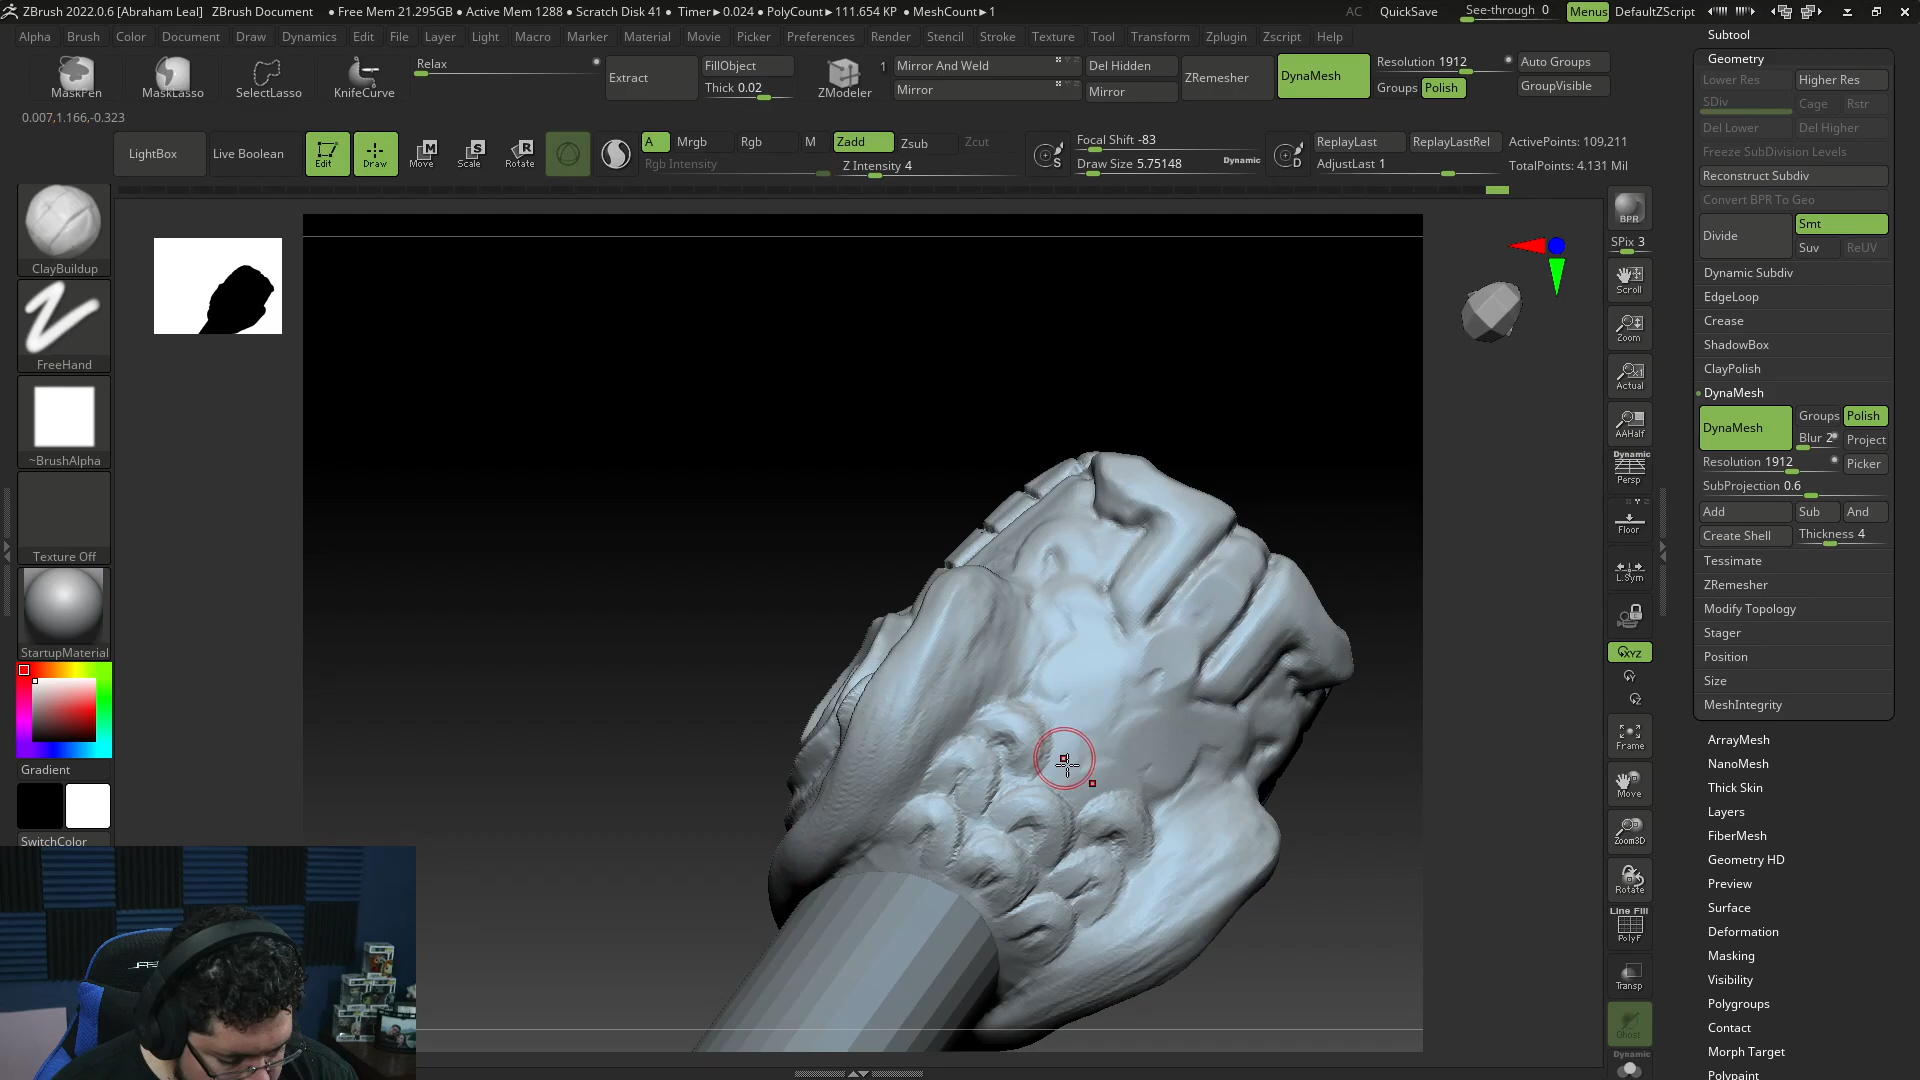 ZBrush 2022.0.6 [Abraham Leal] ZBrush Document ● Free Mem 21.295GB ● Active Mem 1288 ● Scratch Disk 41 ● Timer►0.024 ● PolyCount►111.654 KP ● MeshCount►1 AC QuickSave See-through 0 Menus DefaultZScript
Alpha Brush Color Document Draw Dynamics Edit File Layer Light Macro Marker Material Movie Picker Preferences Render Stencil Stroke Texture Tool Transform Zplugin Zscript Help
MaskPen MaskLasso SelectLasso KnifeCurve
Relax
Extract
FillObject
Thick 0.02
ZModeler
1
Mirror And Weld
Mirror
Del Hidden
Mirror
ZRemesher
DynaMesh
Resolution 1912
Groups Polish
Auto Groups
GroupVisible
0.007,1.166,-0.323
LightBox
Live Boolean
Edit
Draw
Move
Scale
Rotate
A Mrgb Rgb M
Rgb Intensity
Zadd Zsub Zcut
Z Intensity 4
S
Focal Shift -83
Draw Size 5.75148 Dynamic
D
ReplayLast ReplayLastRel
AdjustLast 1
ActivePoints: 109,211
TotalPoints: 4.131 Mil
ClayBuildup
FreeHand
~BrushAlpha
Texture Off
StartupMaterial
Gradient
SwitchColor
BPR
SPix 3
Scroll
Zoom
Actual
AAHalf
Dynamic
Persp
Floor
L.Sym
XYZ
Y
Z
Frame
Move
Zoom3D
Rotate
Line Fill
PolyF
Transp
Ghost
Dynamic
Subtool
Geometry
Lower Res Higher Res
SDiv Cage Rstr
Del Lower Del Higher
Freeze SubDivision Levels
Reconstruct Subdiv
Convert BPR To Geo
Divide Smt
Suv ReUV
Dynamic Subdiv
EdgeLoop
Crease
ShadowBox
ClayPolish
DynaMesh
DynaMesh Groups Polish
Blur 2 Project
Resolution 1912 Picker
SubProjection 0.6
Add Sub And
Create Shell Thickness 4
Tessimate
ZRemesher
Modify Topology
Stager
Position
Size
MeshIntegrity
ArrayMesh
NanoMesh
Thick Skin
Layers
FiberMesh
Geometry HD
Preview
Surface
Deformation
Masking
Visibility
Polygroups
Contact
Morph Target
Polypaint